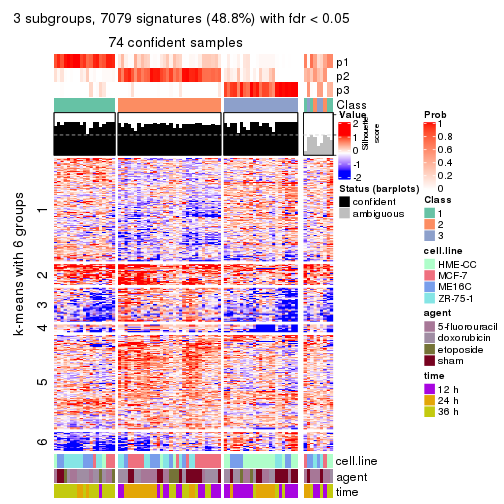 3 subgroups, 7079 signatures (48.8%) with fdr < 0.05
74 confident samples
p1
p2
p3
Class
Silhouette
score
k-means with 6 groups
1
2
3
4
5
6
cell.line
agent
time
Value
2
1
0
-1
-2
Status (barplots)
confident
ambiguous
Prob
1
0.8
0.6
0.4
0.2
0
Class
1
2
3
cell.line
HME-CC
MCF-7
ME16C
ZR-75-1
agent
5-fluorouracil
doxorubicin
etoposide
sham
time
12 h
24 h
36 h